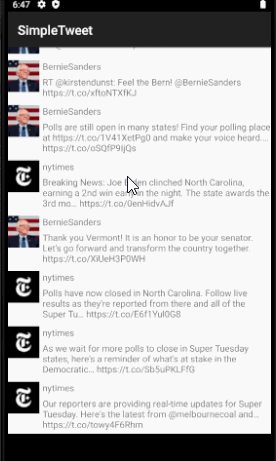 6:47
SimpleTweet
BernieSanders
RT @kirstendunst: Feel the Bern! @BernieSanders
https://t.co/xftoNTXfKJ
BernieSanders
Polls are still open in many states! Find your polling place
at https://t.co/1V41XetPg0 and make your voice heard...
https://t.co/oSQfP9IjQs
nytimes
Breaking News: Joe clinched North Carolina,
earning a 2nd win early in the night. The state awards the
3rd mo... https://t.co/0enHidvAJf
BernieSanders
Thank you Vermont! It is an honor to be your senator.
Let's go forward and transform the country together.
https://t.co/XiUeH3P0WH
nytimes
Polls have now closed in North Carolina. Follow live
results as they're reported from there and all of the
Super Tu... https://t.co/E6f1Yul0G8
nytimes
As we wait for more polls to close in Super Tuesday
states, here's a reminder of what's at stake in the
Democratic... https://t.co/Sb5uPKLFfG
nytimes
Our reporters are providing real-time updates for Super
Tuesday. Here's the latest from @melbournecoal and...
https://t.co/towy4F6Rhm